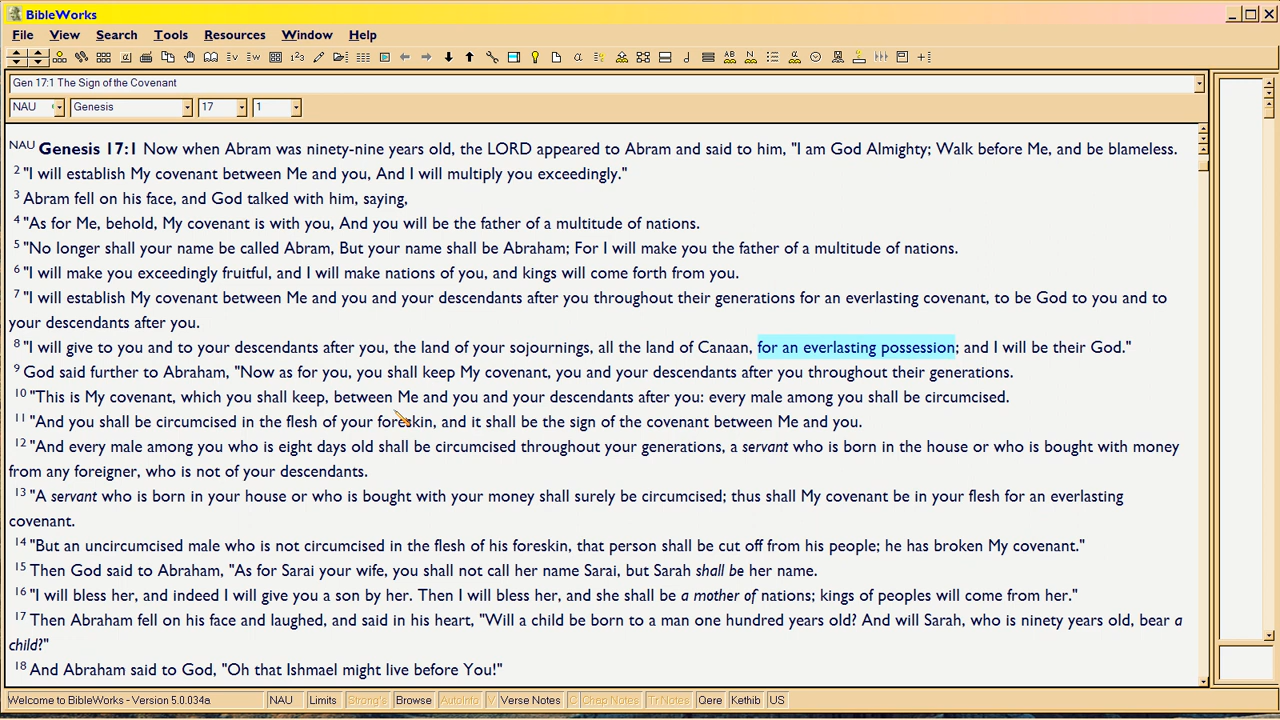 BibleWorks
File View Search Tools Resources Window Help
Gen 17:1 The Sign of the Covenant
NAU Genesis 17 1
NAU Genesis 17:1 Now when Abram was ninety-nine years old, the LORD appeared to Abram and said to him, "I am God Almighty; Walk before Me, and be blameless.
2 "I will establish My covenant between Me and you, And I will multiply you exceedingly."
3 Abram fell on his face, and God talked with him, saying,
4 "As for Me, behold, My covenant is with you, And you will be the father of a multitude of nations.
5 "No longer shall your name be called Abram, But your name shall be Abraham; For I will make you the father of a multitude of nations.
6 "I will make you exceedingly fruitful, and I will make nations of you, and kings will come forth from you.
7 "I will establish My covenant between Me and you and your descendants after you throughout their generations for an everlasting covenant, to be God to you and to
your descendants after you.
8 "I will give to you and to your descendants after you, the land of your sojournings, all the land of Canaan, for an everlasting possession; and I will be their God."
9 God said further to Abraham, "Now as for you, you shall keep My covenant, you and your descendants after you throughout their generations.
10 "This is My covenant, which you shall keep, between Me and you and your descendants after you: every male among you shall be circumcised.
11 "And you shall be circumcised in the flesh of your foreskin, and it shall be the sign of the covenant between Me and you.
12 "And every male among you who is eight days old shall be circumcised throughout your generations, a servant who is born in the house or who is bought with money
from any foreigner, who is not of your descendants.
13 "A servant who is born in your house or who is bought with your money shall surely be circumcised; thus shall My covenant be in your flesh for an everlasting
covenant.
14 "But an uncircumcised male who is not circumcised in the flesh of his foreskin, that person shall be cut off from his people; he has broken My covenant."
15 Then God said to Abraham, "As for Sarai your wife, you shall not call her name Sarai, but Sarah shall be her name.
16 "I will bless her, and indeed I will give you a son by her. Then I will bless her, and she shall be a mother of nations; kings of peoples will come from her."
17 Then Abraham fell on his face and laughed, and said in his heart, "Will a child be born to a man one hundred years old? And will Sarah, who is ninety years old, bear a
child?"
18 And Abraham said to God, "Oh that Ishmael might live before You!"
Welcome to BibleWorks - Version 5.0.034a NAU Limits Strong's Browse AutoInfo V Verse Notes C Chap Notes Tr Notes Qere Kethib US